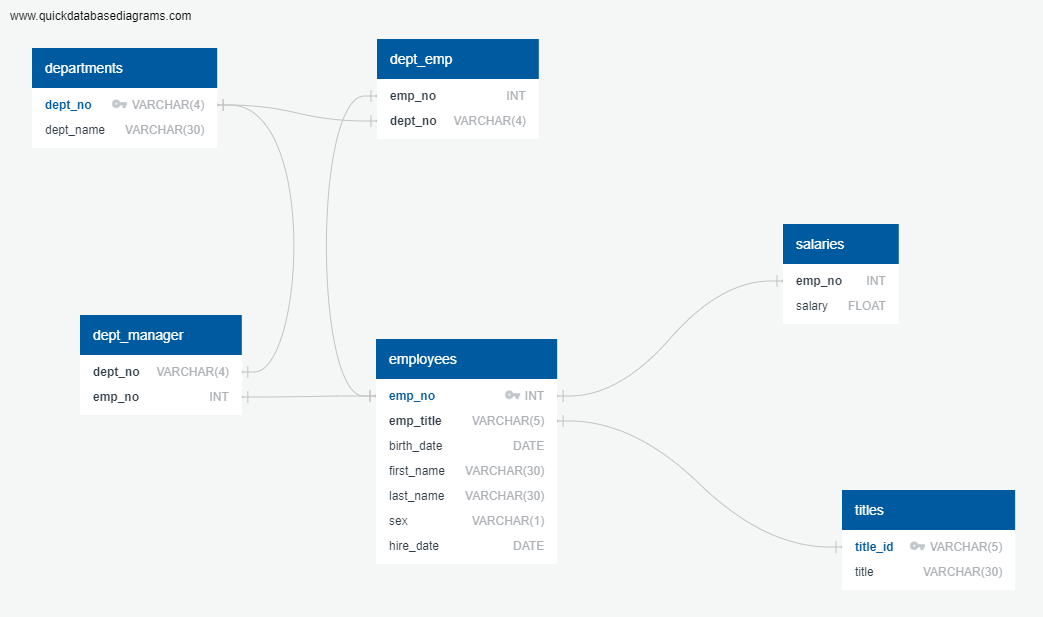 www.quickdatabasediagrams.com
departments
dept_no VARCHAR(4)
dept_name VARCHAR(30)
dept_emp
emp_no INT
dept_no VARCHAR(4)
salaries
emp_no INT
salary FLOAT
dept_manager
dept_no VARCHAR(4)
emp_no INT
employees
emp_no INT
emp_title VARCHAR(5)
birth_date DATE
first_name VARCHAR(30)
last_name VARCHAR(30)
sex VARCHAR(1)
hire_date DATE
titles
title_id VARCHAR(5)
title VARCHAR(30)